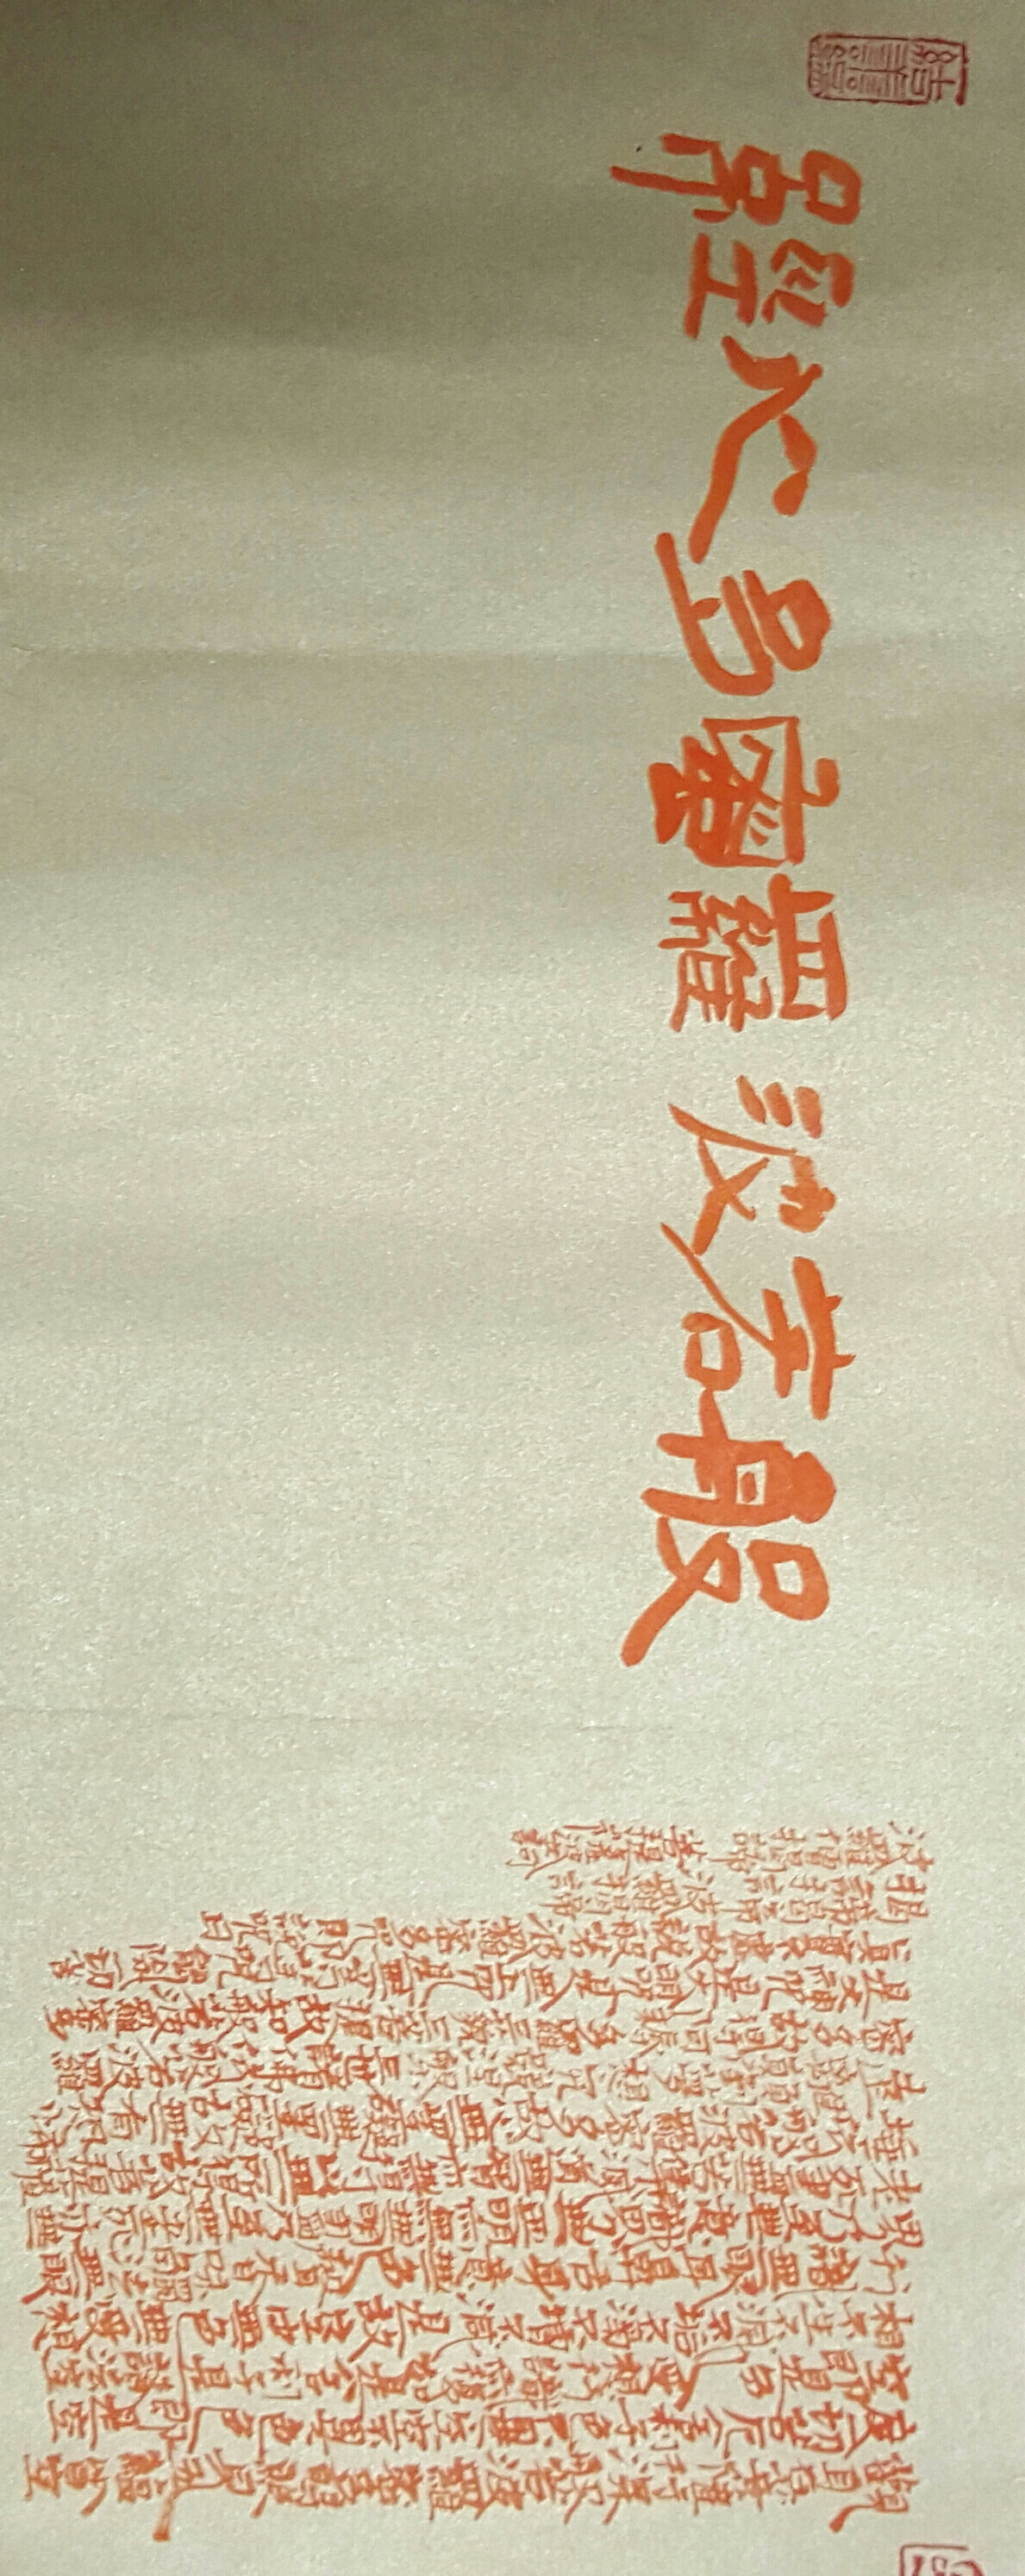 觀自在菩薩行深般若波羅蜜多時照見五蘊皆空
度一切苦厄舍利子色不異空空不異色色即是空
空即是色受想行識亦復如是舍利子是諸法空
相不生不滅不垢不淨不增不減是故空中無色無受想
行識無眼耳鼻舌身意無色聲香味觸法無眼
界乃至無意識界無無明亦無無明盡乃至無老死亦無
老死盡無苦集滅道無智亦無得以無所得故菩提薩
埵依般若波羅蜜多故心無罣礙無罣礙故無有恐怖
遠離顛倒夢想究竟涅槃三世諸佛依般若波羅
蜜多故得阿耨多羅三藐三菩提故知般若波羅蜜多
是大神咒是大明咒是無上咒是無等等咒能除一切苦
真實不虛故說般若波羅蜜多咒即說咒曰
揭諦揭諦 波羅揭諦
波羅僧揭諦 菩提薩婆訶
般若波羅蜜多心經